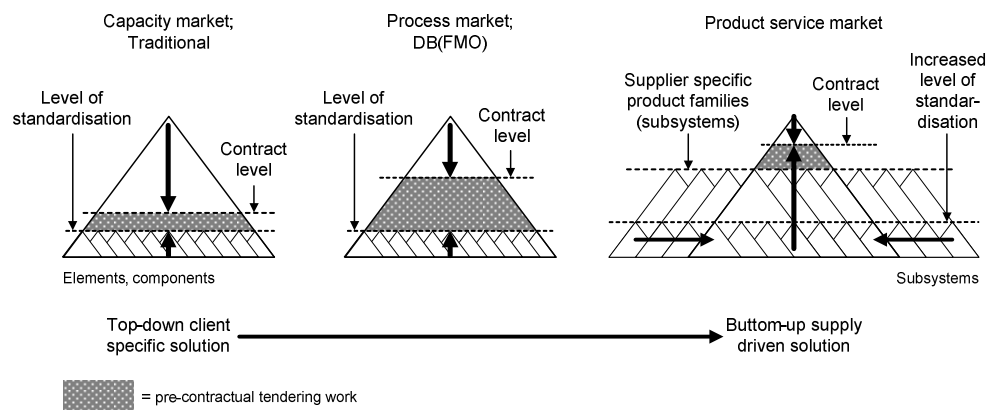 Capacity market;
Traditional
Process market;
DB(FMO)
Product service market
Level of
standardisation
Contract
level
Level of
standardisation
Contract
level
Supplier specific
product families
(subsystems)
Contract
level
Increased
level of
standar-
disation
Elements, components
Subsystems
Top-down client
specific solution
Buttom-up supply
driven solution
= pre-contractual tendering work